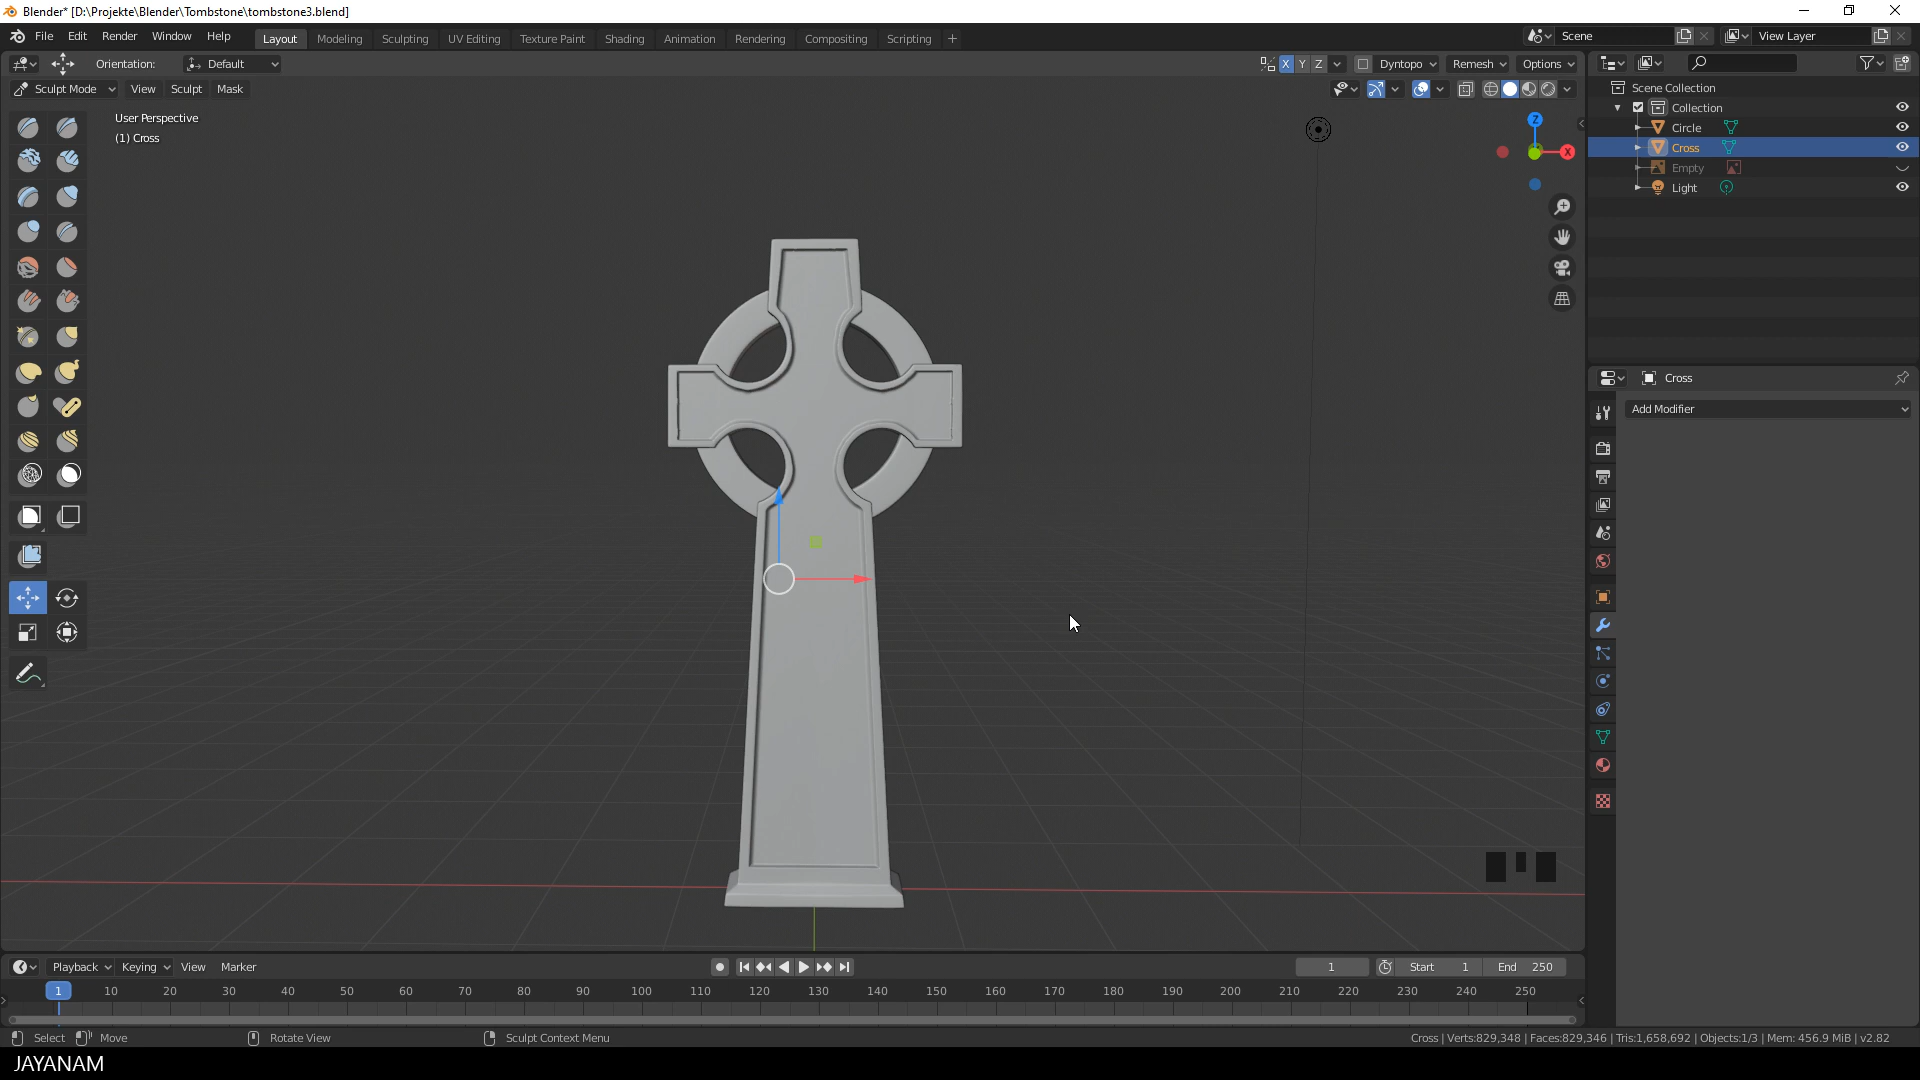 Blender* [D:\Projekte\Blender\Tombstone\tombstone3.blend]
File Edit Render Window Help Layout Modeling Sculpting UV Editing Texture Paint Shading Animation Rendering Compositing Scripting + Scene View Layer
Orientation: Default X Y Z Dyntopo Remesh Options
Sculpt Mode View Sculpt Mask
User Perspective
(1) Cross
Z
X
Scene Collection
Collection
Circle
Cross
Empty
Light
Cross
Add Modifier
Playback Keying View Marker 1 Start 1 End 250
1 10 20 30 40 50 60 70 80 90 100 110 120 130 140 150 160 170 180 190 200 210 220 230 240 250
Select Move Rotate View Sculpt Context Menu Cross | Verts:829,348 | Faces:829,346 | Tris:1,658,692 | Objects:1/3 | Mem: 456.9 MiB | v2.82
JAYANAM